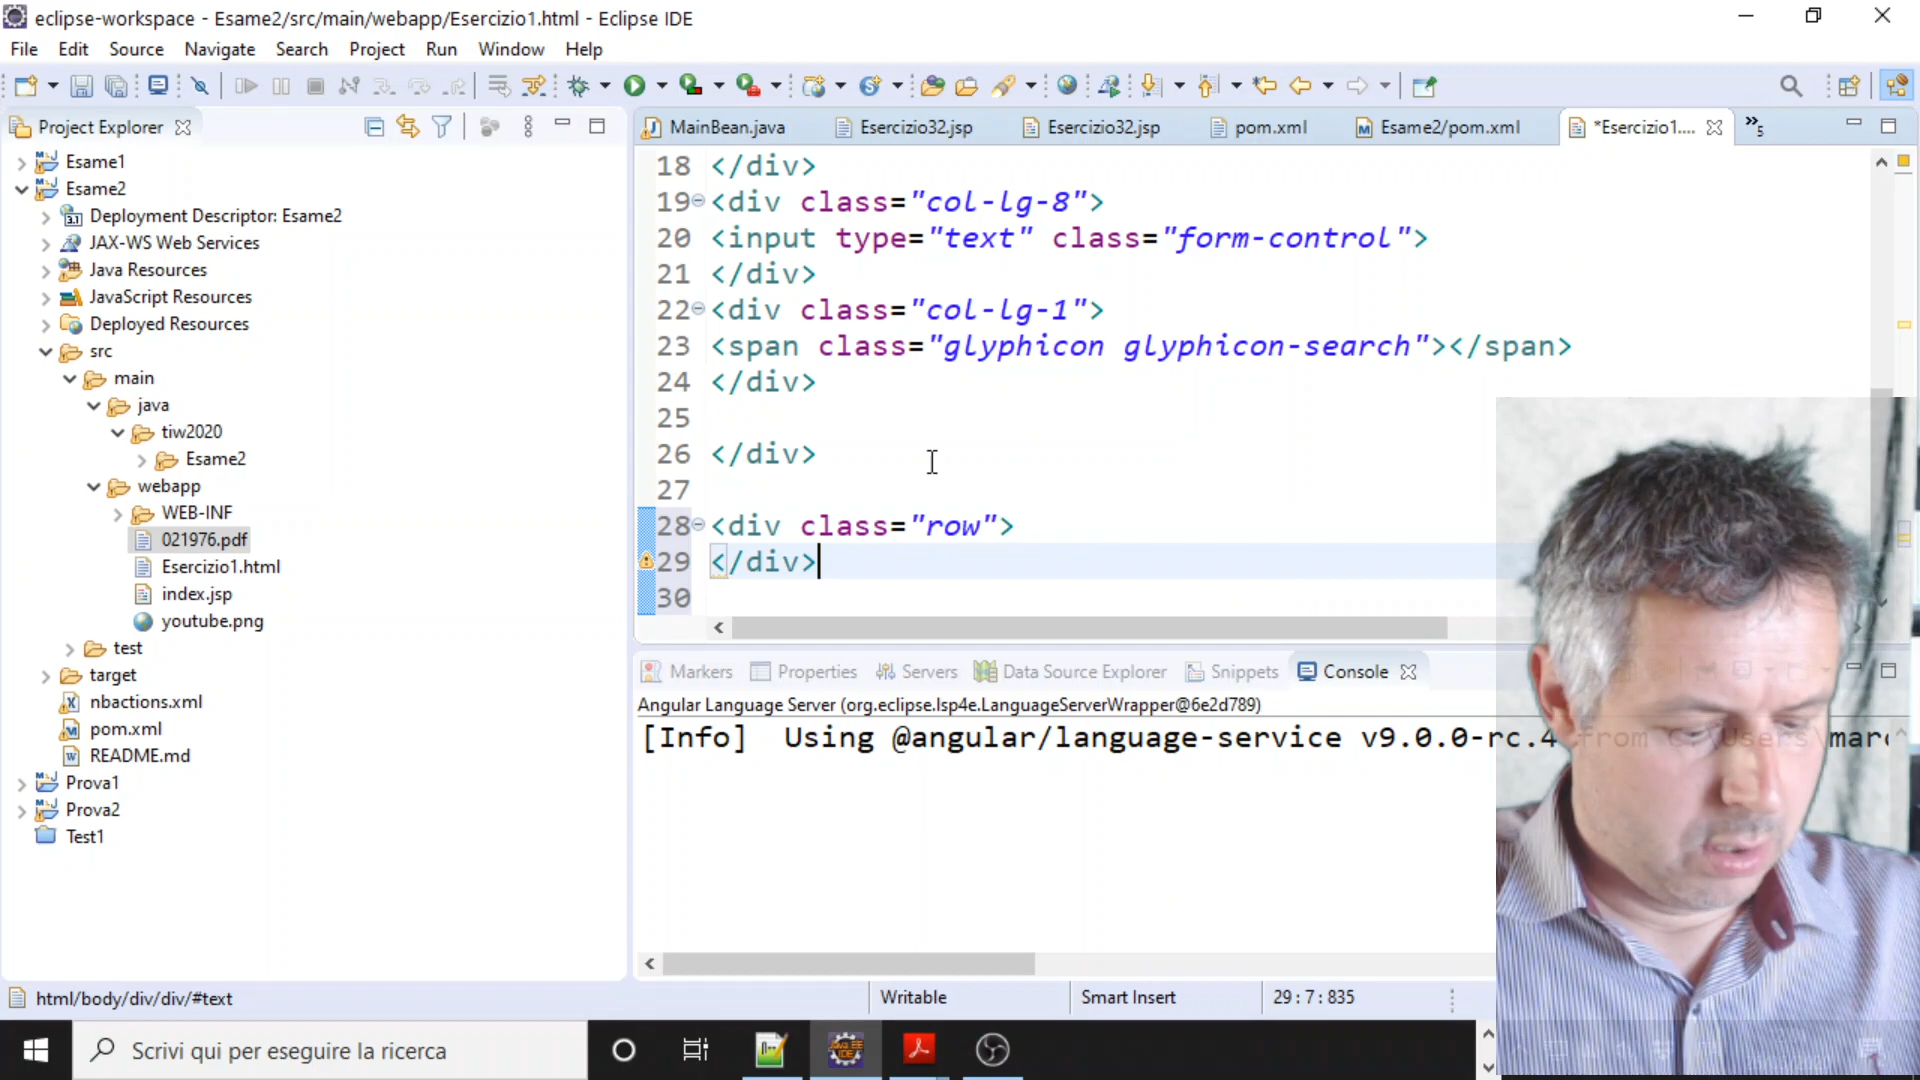 eclipse-workspace - Esame2/src/main/webapp/Esercizio1.html - Eclipse IDE
File Edit Source Navigate Search Project Run Window Help
Project Explorer
MainBean.java Esercizio32.jsp Esercizio32.jsp pom.xml Esame2/pom.xml *Esercizio1.... »5
Esame1
Esame2
Deployment Descriptor: Esame2
JAX-WS Web Services
Java Resources
JavaScript Resources
Deployed Resources
src
main
java
tiw2020
Esame2
webapp
WEB-INF
021976.pdf
Esercizio1.html
index.jsp
youtube.png
test
target
nbactions.xml
pom.xml
README.md
Prova1
Prova2
Test1
18 </div>
19 <div class="col-lg-8">
20 <input type="text" class="form-control">
21 </div>
22 <div class="col-lg-1">
23 <span class="glyphicon glyphicon-search"></span>
24 </div>
25
26 </div>
27
28 <div class="row">
29 </div>
30
Markers Properties Servers Data Source Explorer Snippets Console
Angular Language Server (org.eclipse.lsp4e.LanguageServerWrapper@6e2d789)
[Info] Using @angular/language-service v9.0.0-rc.4 from C:\Users\marc
html/body/div/div/#text
Writable Smart Insert 29 : 7 : 835
Scrivi qui per eseguire la ricerca